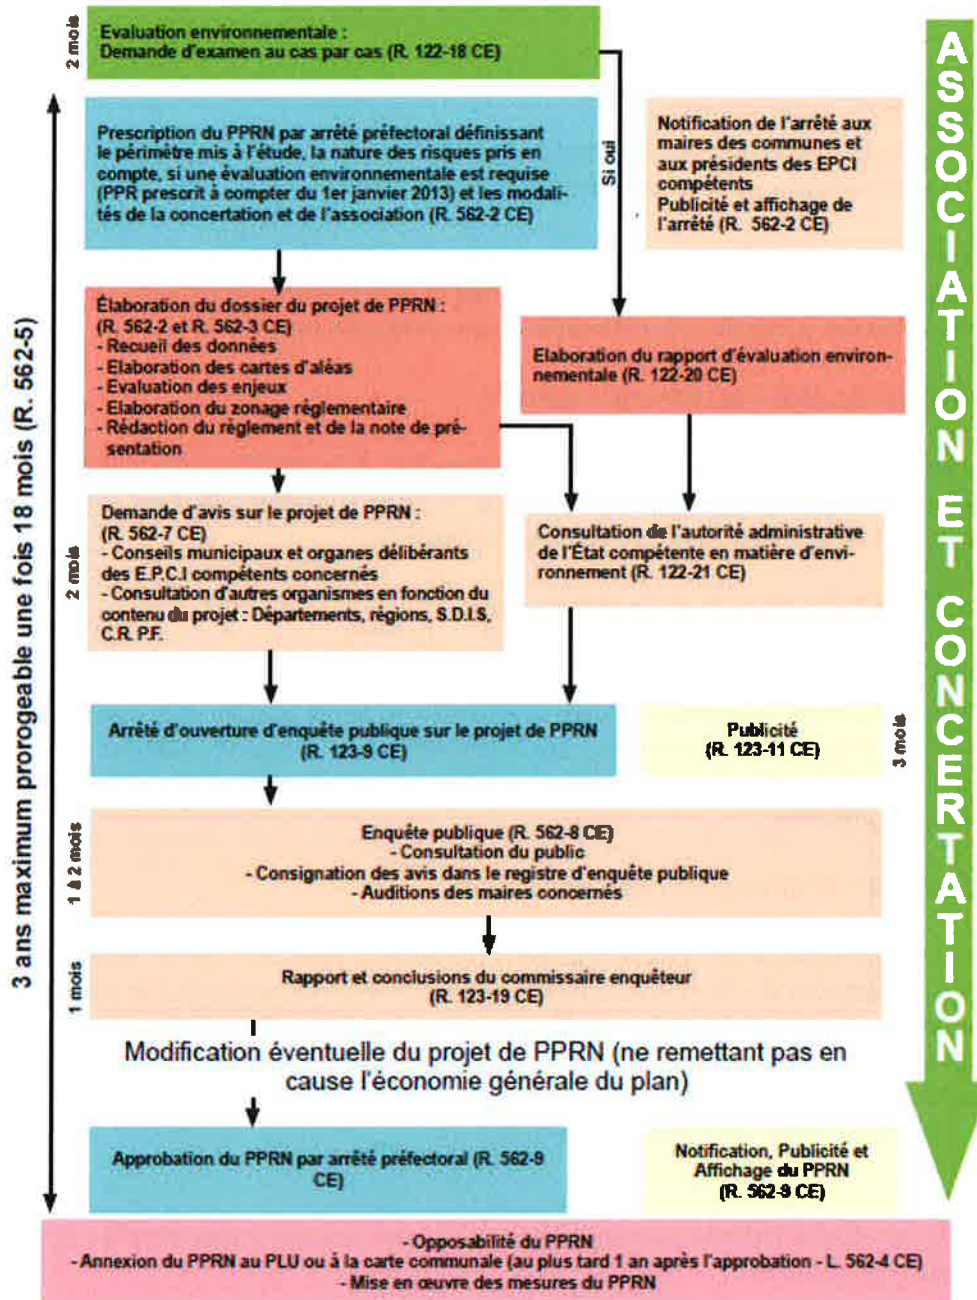 2 mois
Evaluation environnementale :
Demande d'examen au cas par cas (R. 122-18 CE)
3 ans maximum prorogeable une fois 18 mois (R. 562-5)
Prescription du PPRN par arrêté préfectoral définissant
le périmètre mis à l'étude, la nature des risques pris en
compte, si une évaluation environnementale est requise
(PPR prescrit à compter du 1er janvier 2013) et les modali-
tés de la concertation et de l'association (R. 562-2 CE)
Si oui
Notification de l'arrêté aux
maires des communes et
aux présidents des EPCI
compétents
Publicité et affichage de
l'arrêté (R. 562-2 CE)
Élaboration du dossier du projet de PPRN :
(R. 562-2 et R. 562-3 CE)
- Recueil des données
- Elaboration des cartes d'aléas
- Evaluation des enjeux
- Elaboration du zonage réglementaire
- Rédaction du règlement et de la note de pré-
sentation
Elaboration du rapport d'évaluation environ-
nementale (R. 122-20 CE)
2 mois
Demande d'avis sur le projet de PPRN :
(R. 562-7 CE)
- Conseils municipaux et organes délibérants
des E.P.C.I compétents concernés
- Consultation d'autres organismes en fonction du
contenu du projet : Départements, régions, S.D.I.S,
C.R. P.F.
Consultation de l'autorité administrative
de l'État compétente en matière d'envi-
ronnement (R. 122-21 CE)
Arrêté d'ouverture d'enquête publique sur le projet de PPRN
(R. 123-9 CE)
Publicité
(R. 123-11 CE)
3 mois
1 à 2 mois
Enquête publique (R. 562-8 CE)
- Consultation du public
- Consignation des avis dans le registre d'enquête publique
- Auditions des maires concernés
1 mois
Rapport et conclusions du commissaire enquêteur
(R. 123-19 CE)
Modification éventuelle du projet de PPRN (ne remettant pas en
cause l'économie générale du plan)
Approbation du PPRN par arrêté préfectoral (R. 562-9
CE)
Notification, Publicité et
Affichage du PPRN
(R. 562-9 CE)
- Opposabilité du PPRN
- Annexion du PPRN au PLU ou à la carte communale (au plus tard 1 an après l'approbation - L. 562-4 CE)
- Mise en œuvre des mesures du PPRN
ASSOCIATION ET CONCERTATION